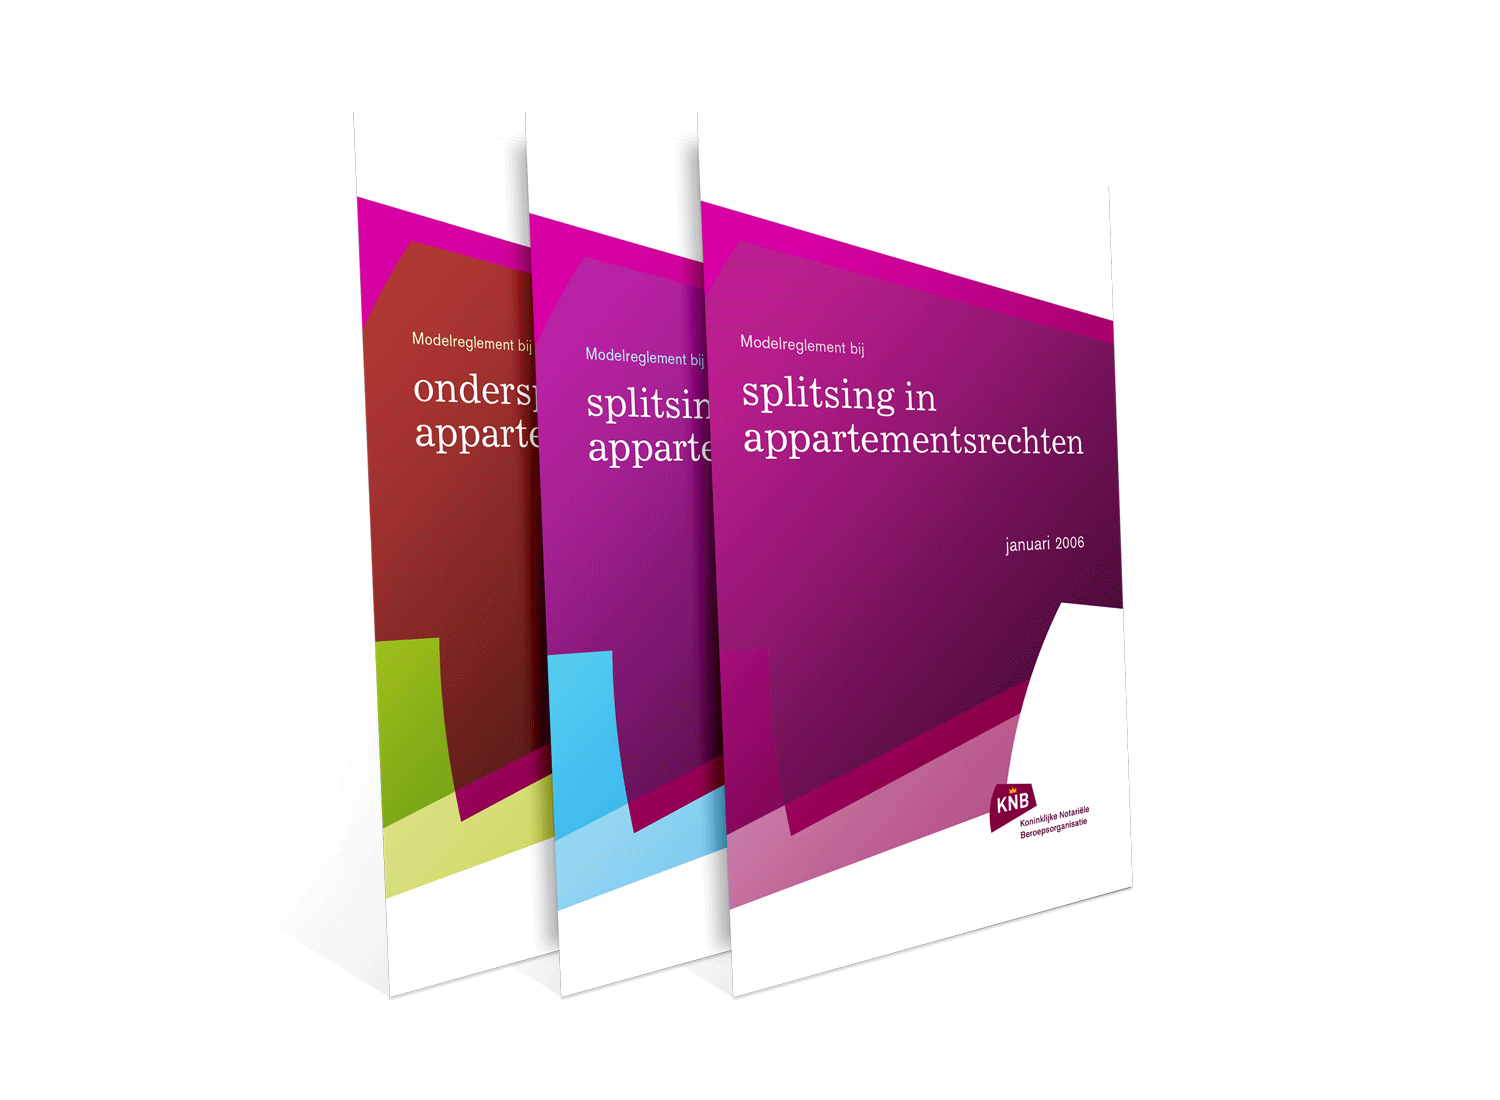 Modelreglement bij
onders
apparte
Modelreglement bij
splitsin
apparte
Modelreglement bij
splitsing in
appartementsrechten
januari 2006
KNB
Koninklijke Notariële
Beroepsorganisatie